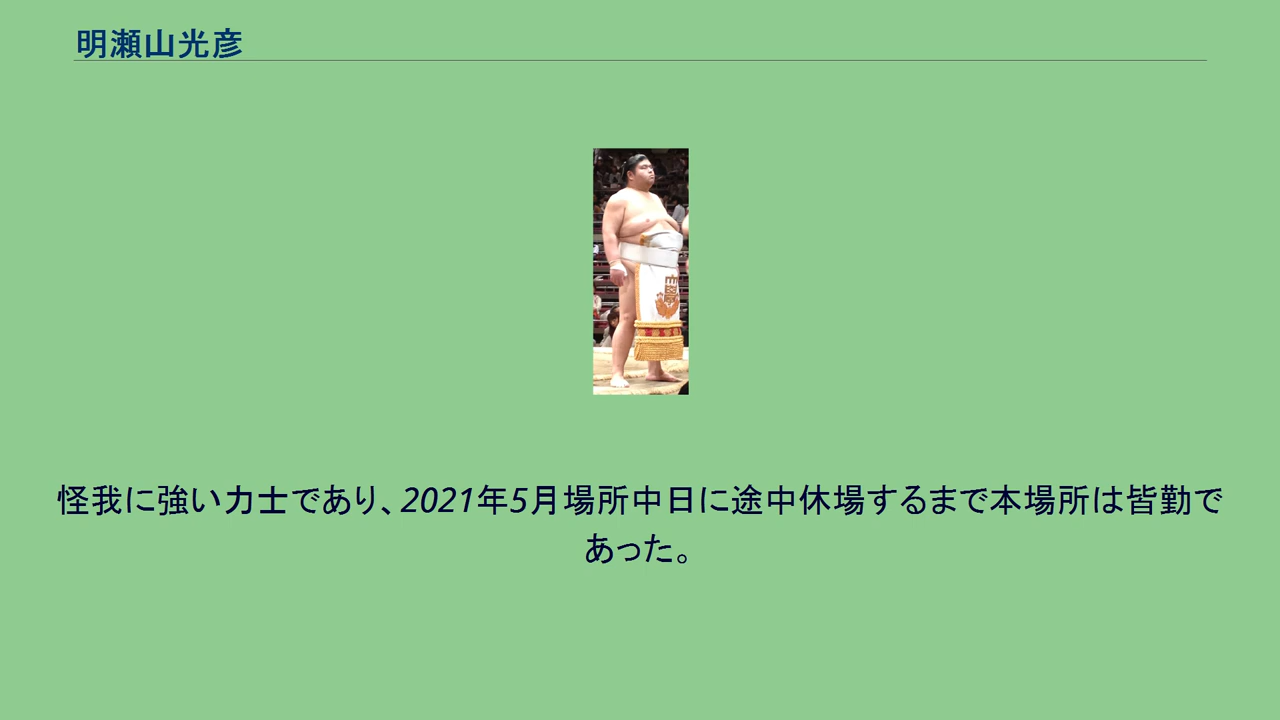 明瀬山光彦
怪我に強い力士であり、2021年5月場所中日に途中休場するまで本場所は皆勤で
あった。